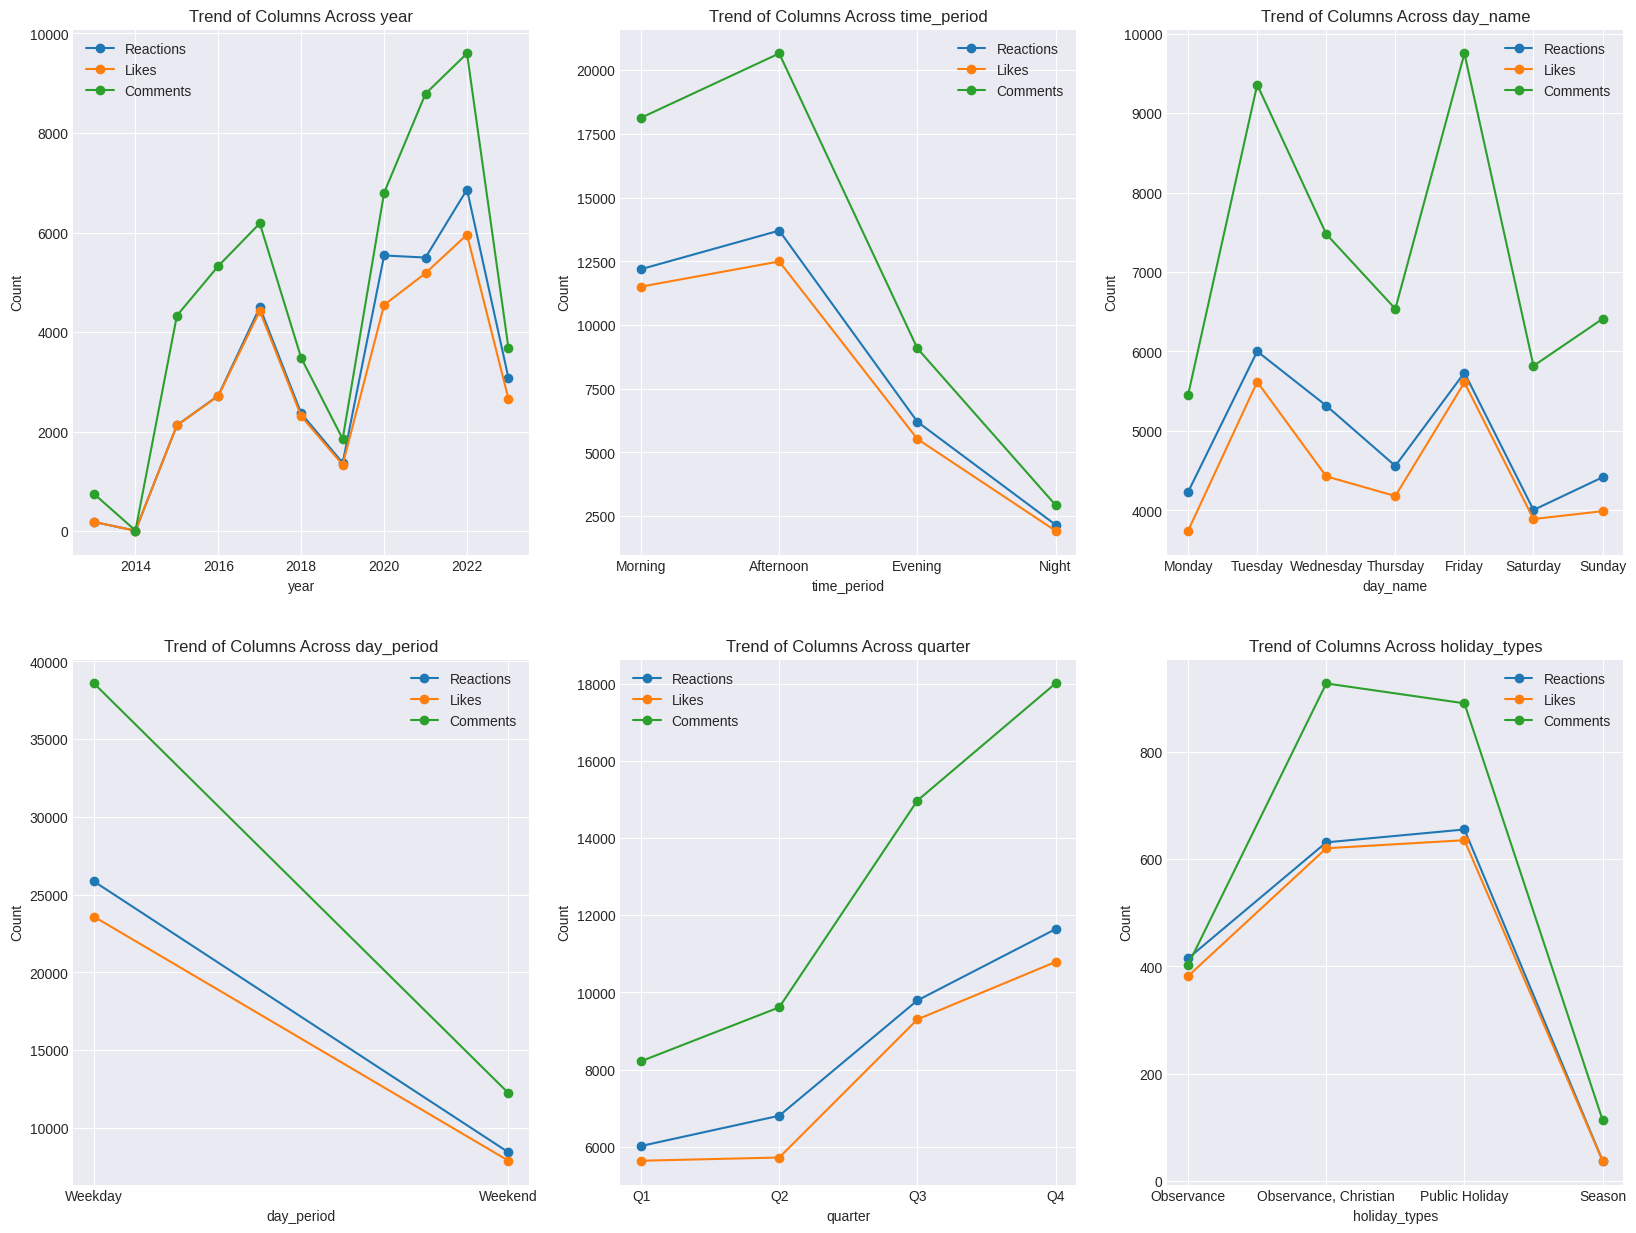 Trend of Columns Across year
Reactions
Likes
Comments
10000
8000
6000
4000
2000
0
Count
2014 2016 2018 2020 2022
year
Trend of Columns Across time_period
Reactions
Likes
Comments
20000
17500
15000
12500
10000
7500
5000
2500
Count
Morning Afternoon Evening Night
time_period
Trend of Columns Across day_name
Reactions
Likes
Comments
10000
9000
8000
7000
6000
5000
4000
Count
Monday Tuesday Wednesday Thursday Friday Saturday Sunday
day_name
Trend of Columns Across day_period
Reactions
Likes
Comments
40000
35000
30000
25000
20000
15000
10000
Count
Weekday Weekend
day_period
Trend of Columns Across quarter
Reactions
Likes
Comments
18000
16000
14000
12000
10000
8000
6000
Count
Q1 Q2 Q3 Q4
quarter
Trend of Columns Across holiday_types
Reactions
Likes
Comments
800
600
400
200
0
Count
Observance Observance, Christian Public Holiday Season
holiday_types